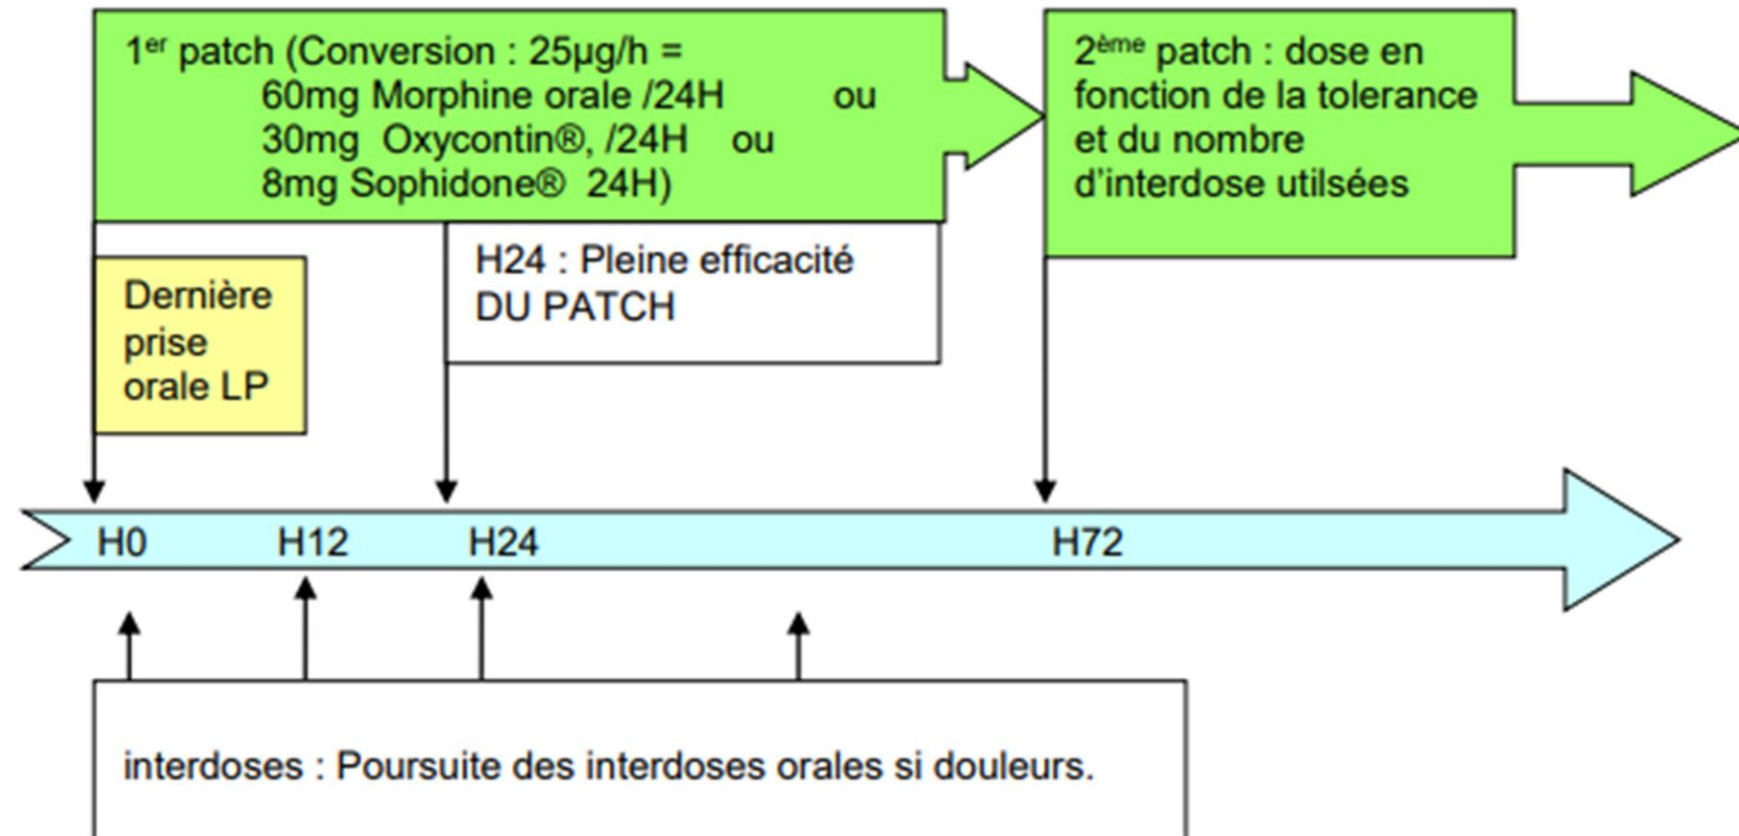 1er patch (Conversion : 25µg/h =
60mg Morphine orale /24H ou
30mg Oxycontin®, /24H ou
8mg Sophidone® 24H)
2ème patch : dose en
fonction de la tolerance
et du nombre
d'interdose utilsées
Dernière
prise
orale LP
H24 : Pleine efficacité
DU PATCH
H0 H12 H24 H72
interdoses : Poursuite des interdoses orales si douleurs.